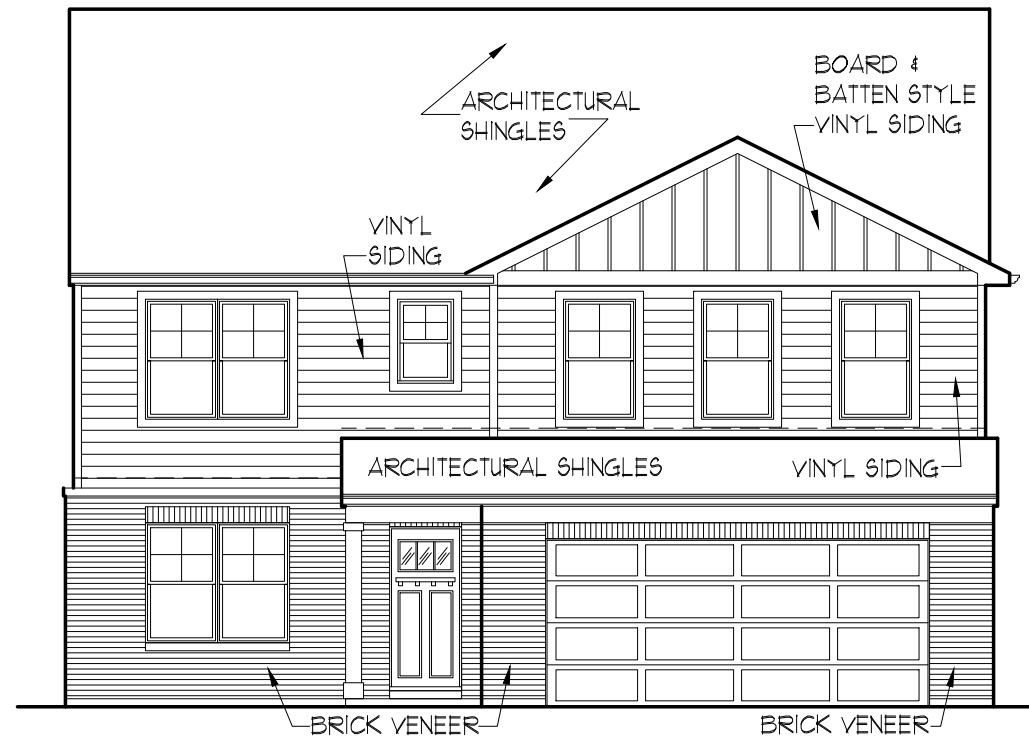 BOARD &
BATTEN STYLE
VINYL SIDING
ARCHITECTURAL
SHINGLES
VINYL
SIDING
ARCHITECTURAL SHINGLES
VINYL SIDING
BRICK VENEER
BRICK VENEER